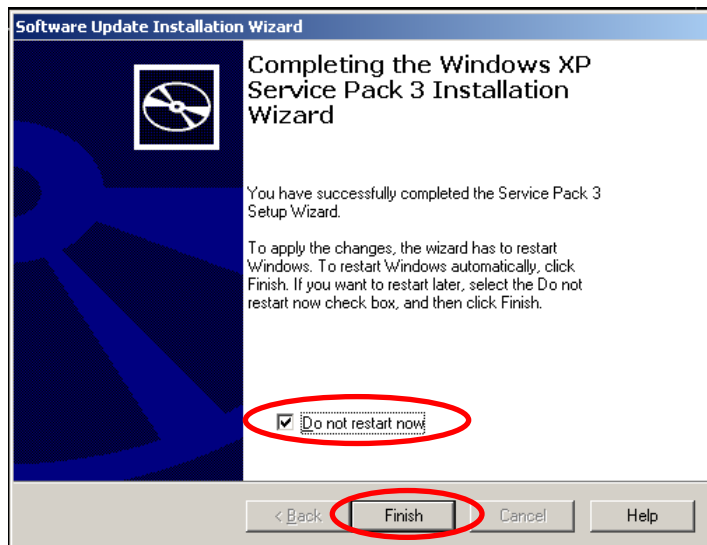 Software Update Installation Wizard
Completing the Windows XP
Service Pack 3 Installation
Wizard
You have successfully completed the Service Pack 3
Setup Wizard.
To apply the changes, the wizard has to restart
Windows. To restart Windows automatically, click
Finish. If you want to restart later, select the Do not
restart now check box, and then click Finish.
Do not restart now
< Back
Finish
Cancel
Help